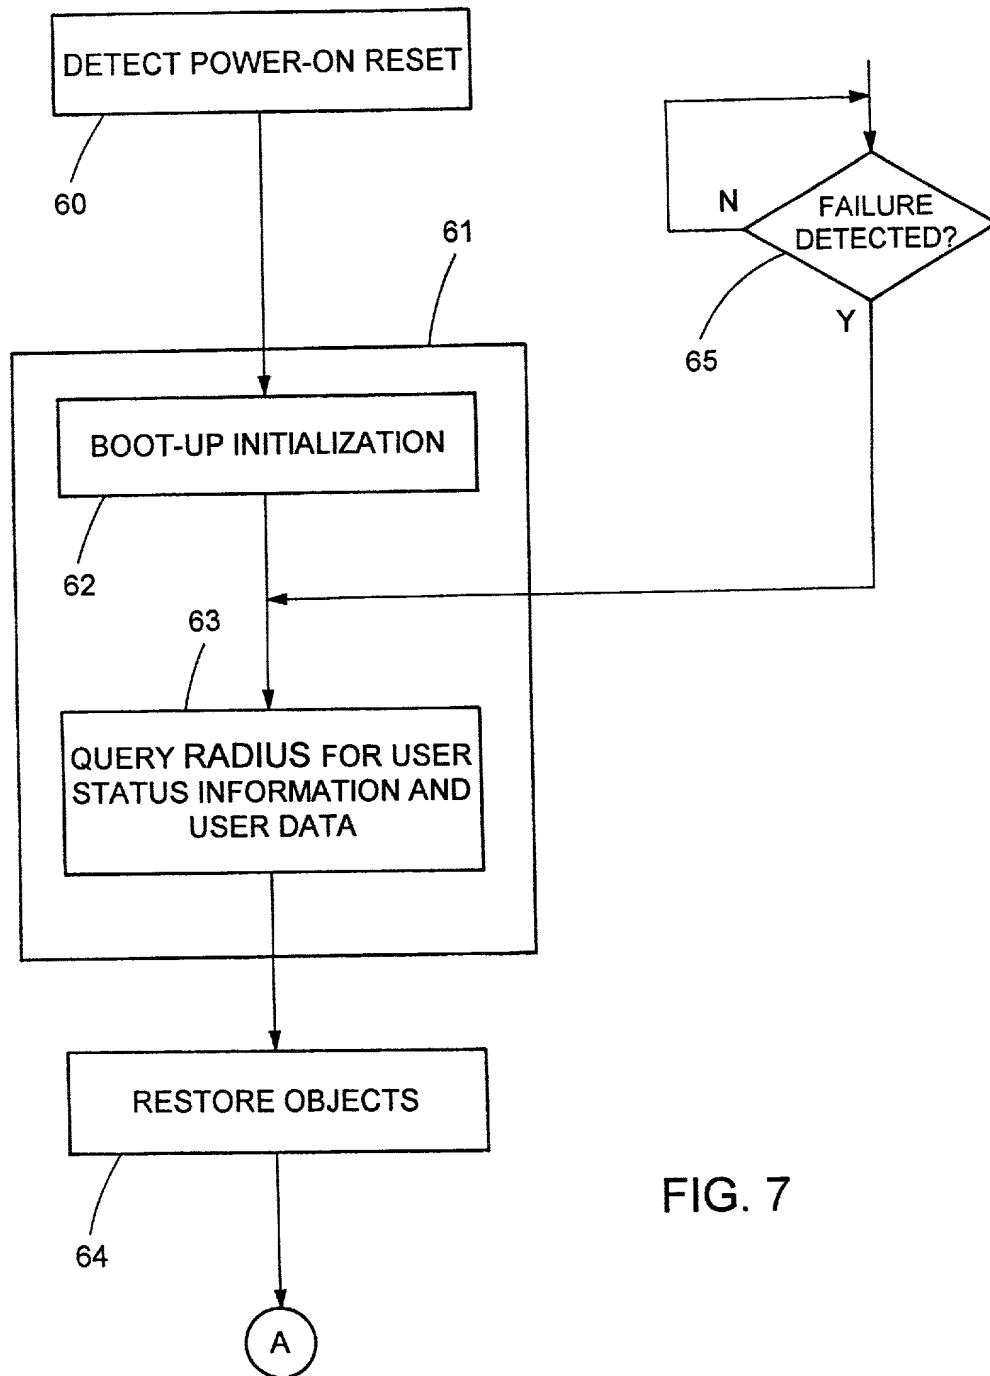 DETECT POWER-ON RESET
60
N
FAILURE
DETECTED?
61
Y
65
BOOT-UP INITIALIZATION
62
63
QUERY RADIUS FOR USER
STATUS INFORMATION AND
USER DATA
RESTORE OBJECTS
64
FIG. 7
A